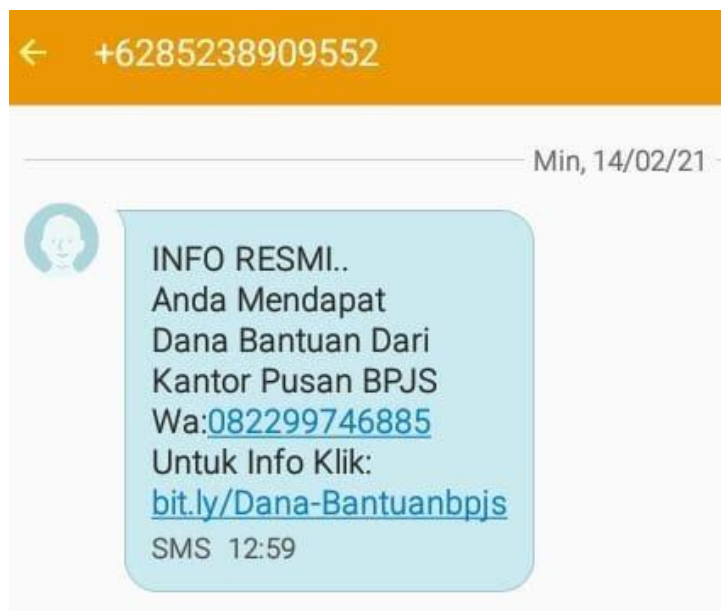 +6285238909552
Min, 14/02/21
INFO RESMI..
Anda Mendapat
Dana Bantuan Dari
Kantor Pusan BPJS
Wa:082299746885
Untuk Info Klik:
bit.ly/Dana-Bantuanbpjs
SMS 12:59